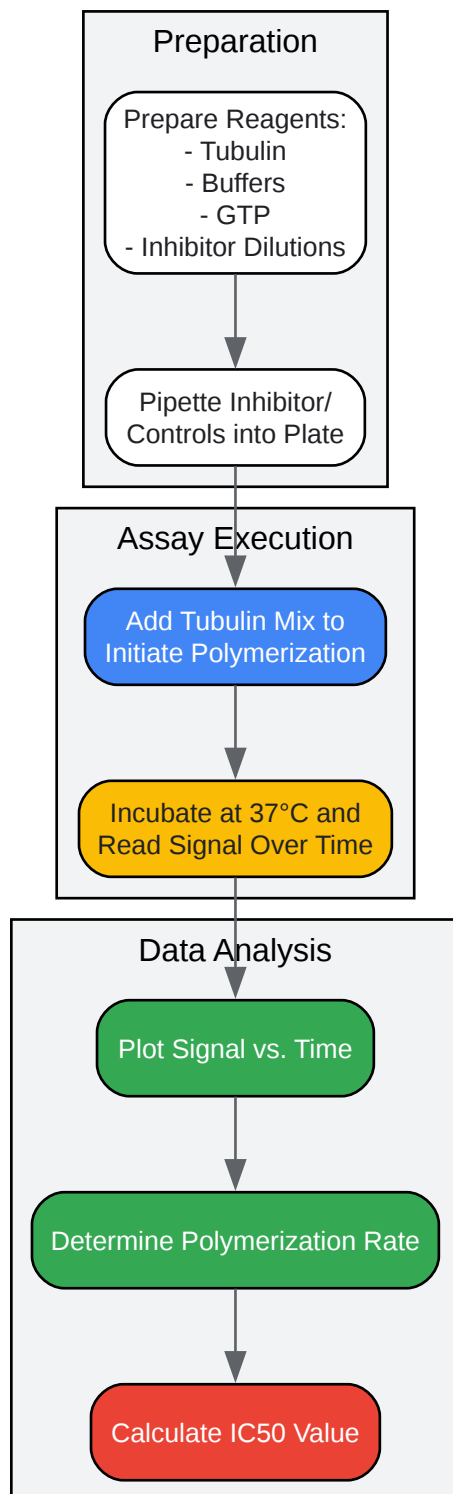 Preparation
Prepare Reagents:
- Tubulin
- Buffers
- GTP
- Inhibitor Dilutions
Pipette Inhibitor/
Controls into Plate
Assay Execution
Add Tubulin Mix to
Initiate Polymerization
Incubate at 37°C and
Read Signal Over Time
Data Analysis
Plot Signal vs. Time
Determine Polymerization Rate
Calculate IC50 Value